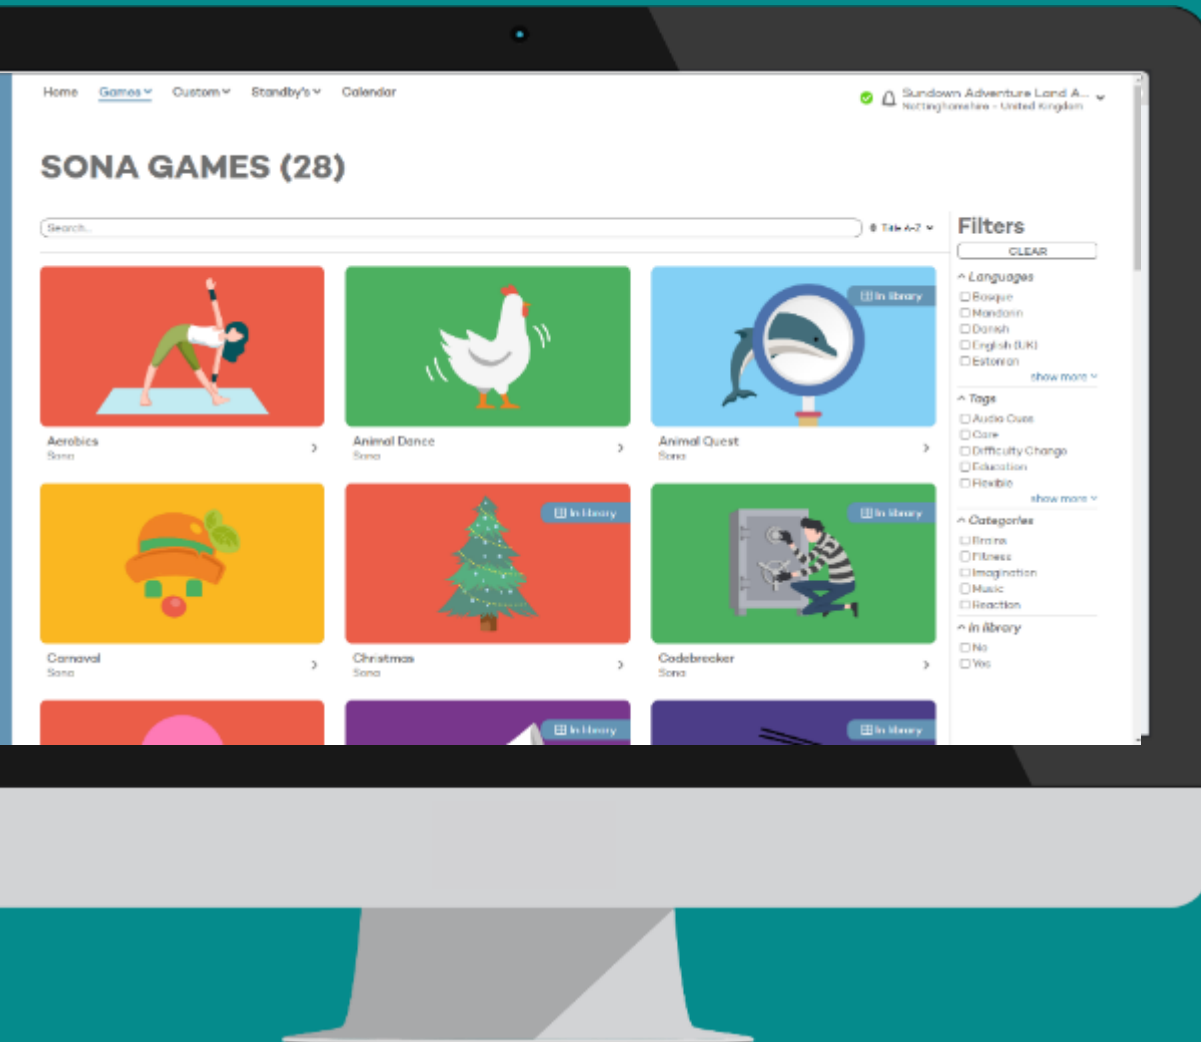 Home Games Custom Standby's Calendar
Sundown Adventure Land A...
Nottinghamshire - United Kingdom
SONA GAMES (28)
Search...
Title A-Z
Filters
CLEAR
Languages
Basque
Mandarin
Danish
English (UK)
Estonian
show more
Tags
Audio Cues
Care
Difficulty Change
Education
Flexible
show more
Categories
Brains
Fitness
Imagination
Music
Reaction
In library
No
Yes
In library
Aerobics
Sona
Animal Dance
Sona
Animal Quest
Sona
In library
In library
Carnaval
Sona
Christmas
Sona
Codebreaker
Sona
In library
In library